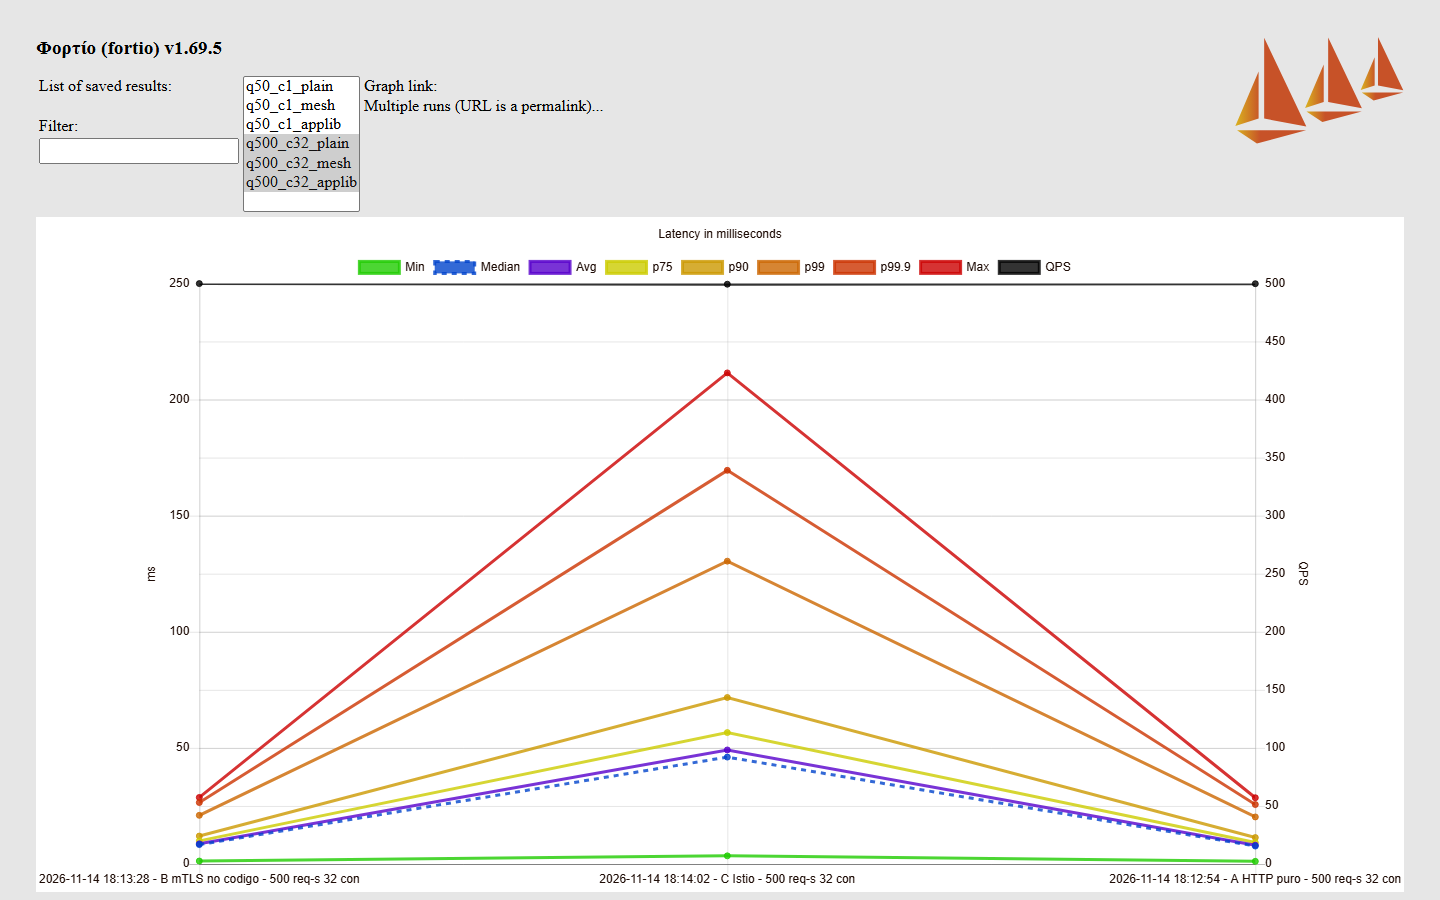 Φορτίο (fortio) v1.69.5
List of saved results:
Filter:
q50_c1_plain
q50_c1_mesh
q50_c1_applib
q500_c32_plain
q500_c32_mesh
q500_c32_applib
Graph link:
Multiple runs (URL is a permalink)...
Latency in milliseconds
Min Median Avg p75 p90 p99 p99.9 Max QPS
250 500
450
200 400
350
150 300
ms 250 QPS
100 200
150
50 100
50
0 0
2026-11-14 18:13:28 - B mTLS no codigo - 500 req-s 32 con
2026-11-14 18:14:02 - C Istio - 500 req-s 32 con
2026-11-14 18:12:54 - A HTTP puro - 500 req-s 32 con